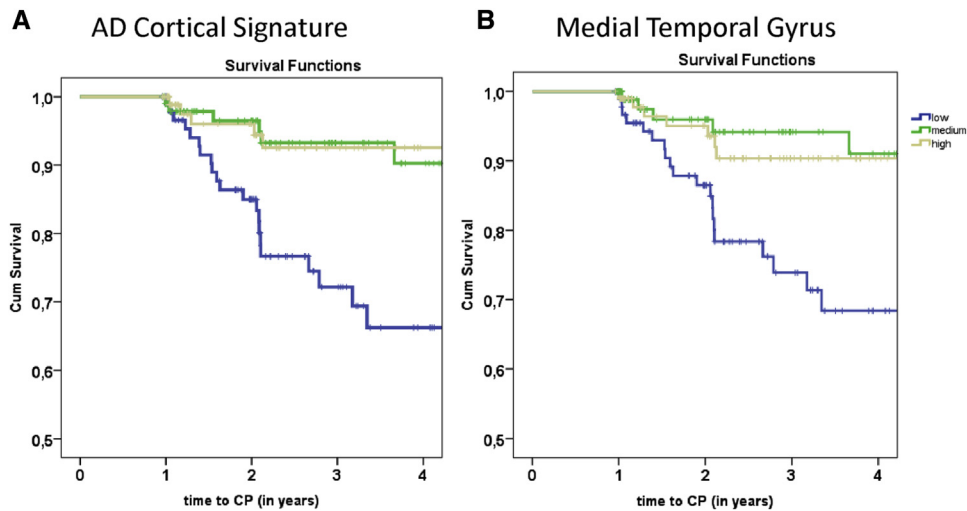 A AD Cortical Signature
Survival Functions
1,0
0,9
0,8
0,7
0,6
0,5
Cum Survival
0 1 2 3 4
time to CP (in years)
B Medial Temporal Gyrus
Survival Functions
1,0
0,9
0,8
0,7
0,6
0,5
Cum Survival
0 1 2 3 4
time to CP (in years)
low
medium
high